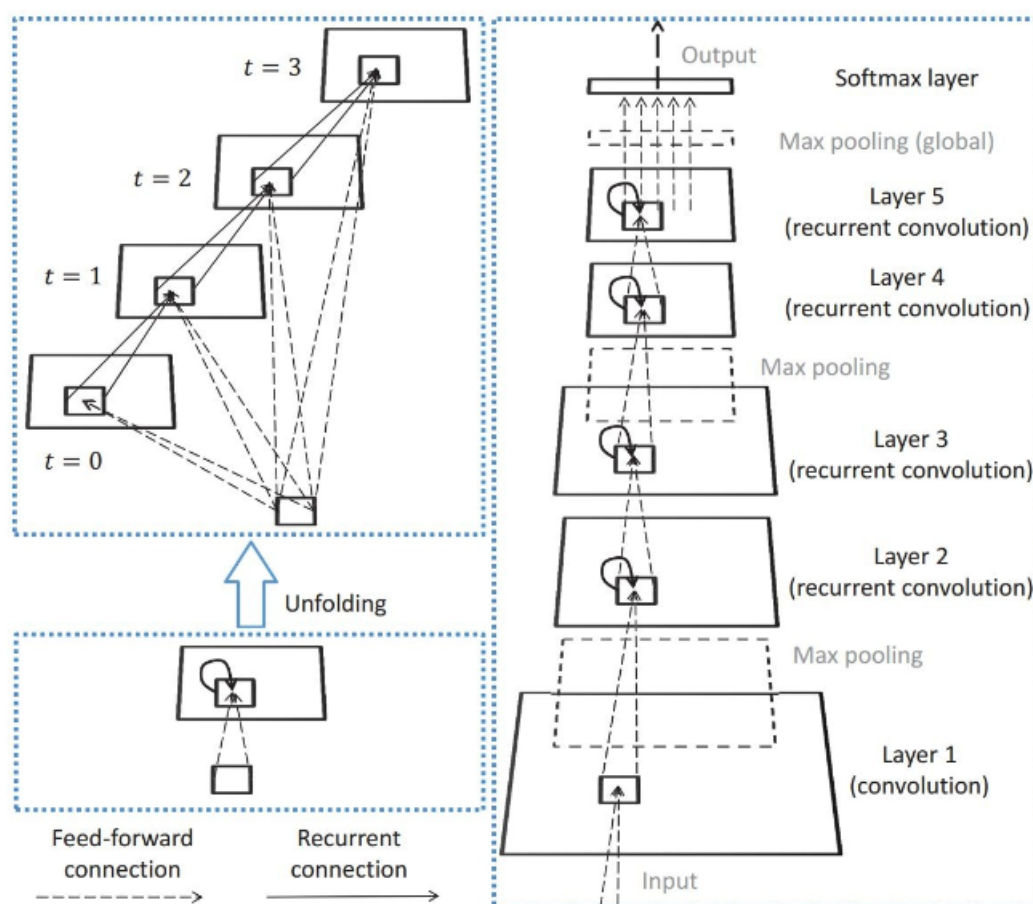 t = 3
t = 2
t = 1
t = 0
Unfolding
Feed-forward
connection
Recurrent
connection
Output
Softmax layer
Max pooling (global)
Layer 5
(recurrent convolution)
Layer 4
(recurrent convolution)
Max pooling
Layer 3
(recurrent convolution)
Layer 2
(recurrent convolution)
Max pooling
Layer 1
(convolution)
Input